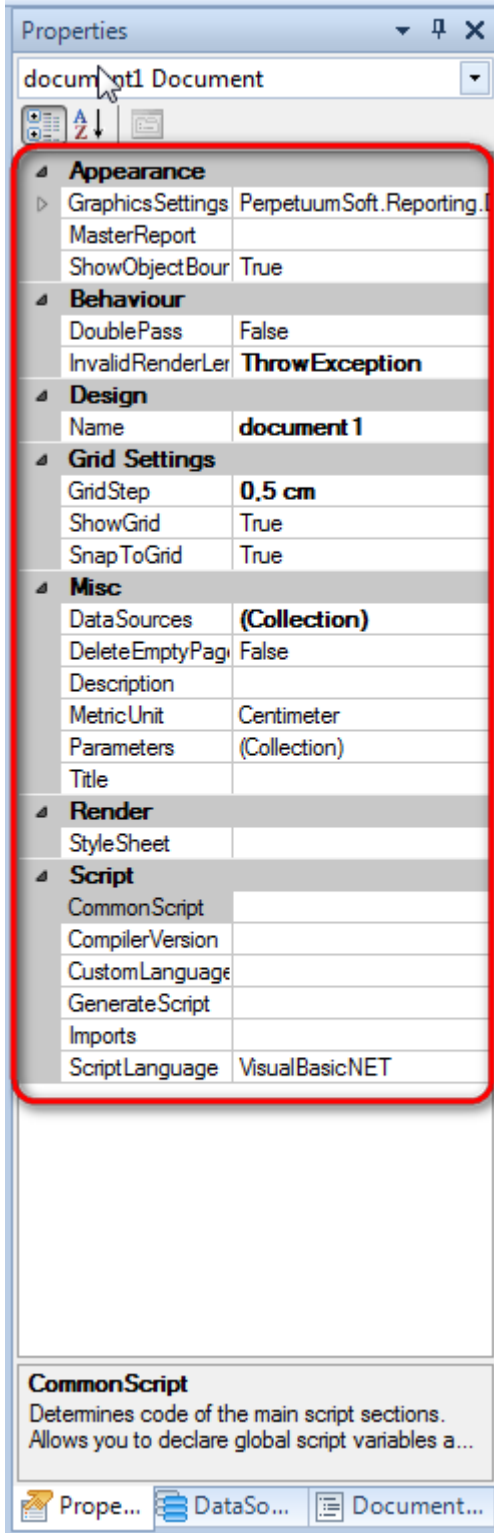 Properties
document1 Document
A
Z
Appearance
GraphicsSettings PerpetuumSoft.Reporting.D
MasterReport
ShowObjectBour True
Behaviour
DoublePass False
InvalidRenderLer ThrowException
Design
Name document1
Grid Settings
GridStep 0,5 cm
ShowGrid True
SnapToGrid True
Misc
DataSources (Collection)
DeleteEmptyPag False
Description
MetricUnit Centimeter
Parameters (Collection)
Title
Render
StyleSheet
Script
CommonScript
CompilerVersion
CustomLanguage
GenerateScript
Imports
ScriptLanguage VisualBasicNET
CommonScript
Determines code of the main script sections.
Allows you to declare global script variables a...
Prope... DataSo... Document...